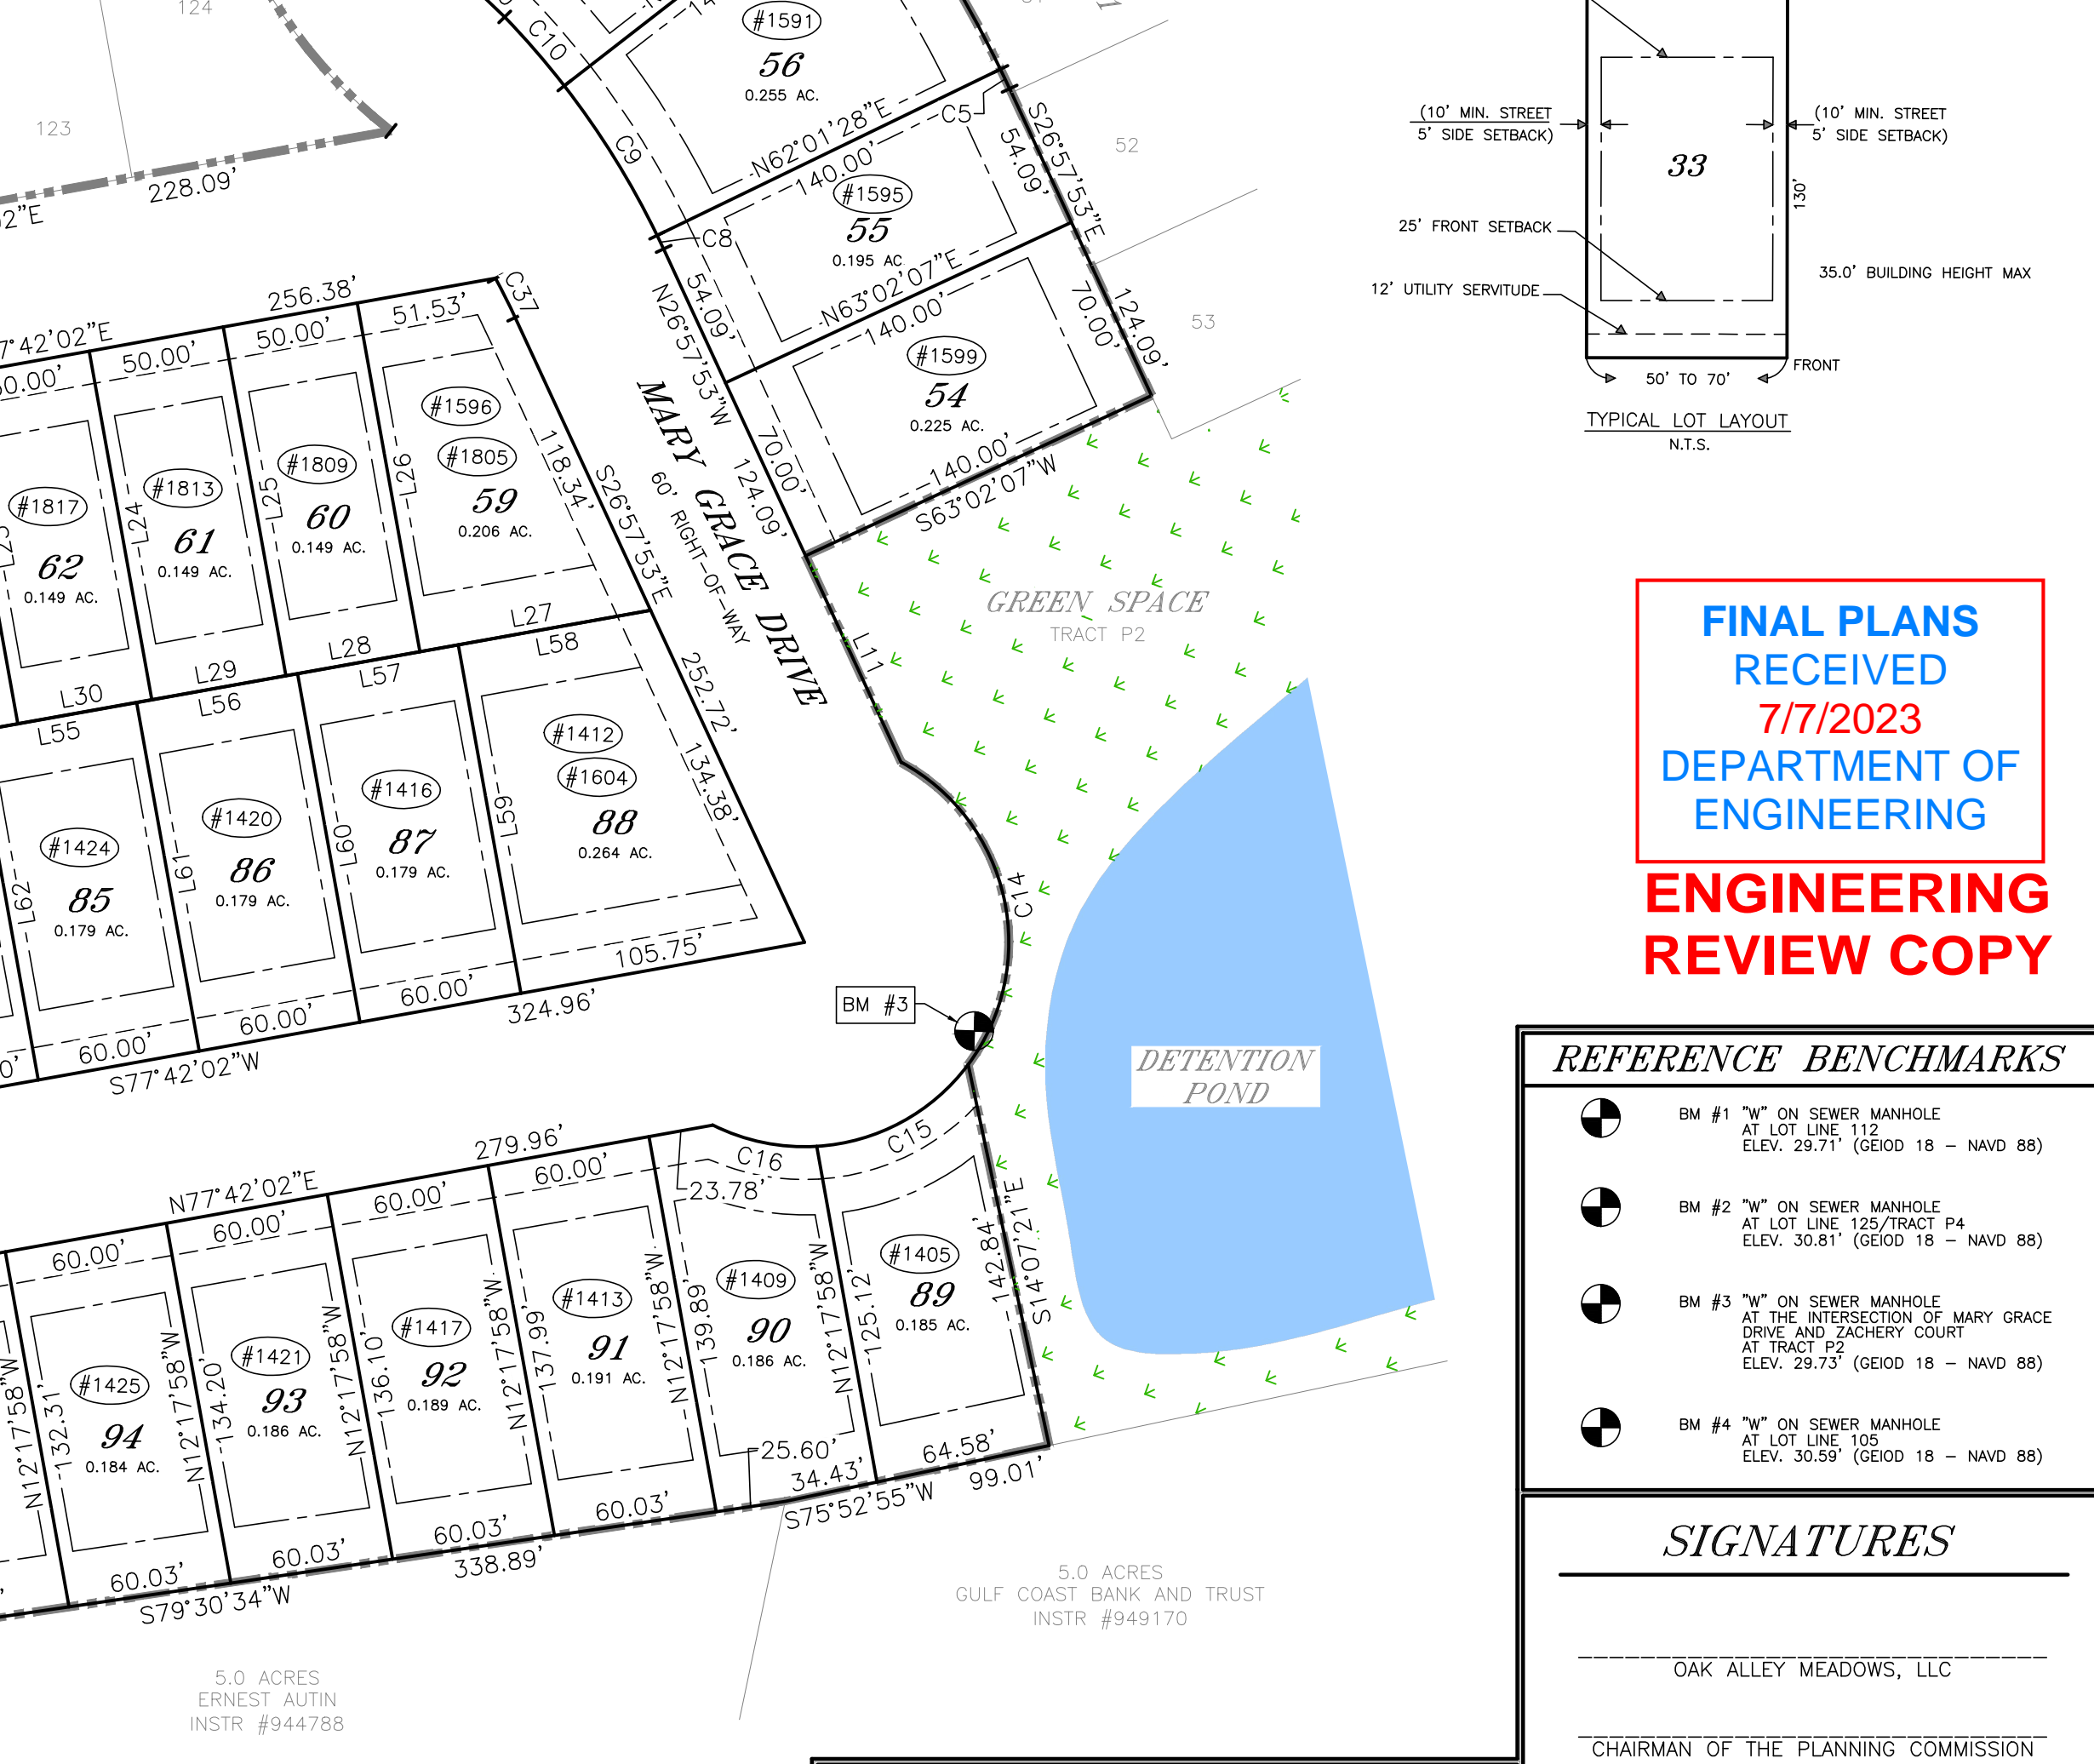 124
123
228.09'
02"E
C10
C9
C8
C5
C37
#1591
56
0.255 AC.
N62°01'28"E
140.00'
#1595
55
0.195 AC.
S26°57'53"E
54.09'
52
N63°02'07"E
140.00'
#1599
54
0.225 AC.
70.00'
124.09'
53
140.00'
S63°02'07"W
54.09'
N26°57'53"W
70.00'
124.09'
MARY GRACE DRIVE
60' RIGHT-OF-WAY
256.38'
7°42'02"E
50.00'
50.00'
50.00'
51.53'
#1596
#1805
59
0.206 AC.
118.34'
S26°57'53"E
252.72'
#1809
60
0.149 AC.
#1813
61
0.149 AC.
#1817
62
0.149 AC.
L23
L24
L25
L26
L27
L28
L29
L30
L55
L56
L57
L58
#1412
#1604
88
0.264 AC.
134.38'
#1416
87
0.179 AC.
#1420
86
0.179 AC.
#1424
85
0.179 AC.
L59
L60
L61
L62
105.75'
60.00'
60.00'
60.00'
324.96'
S77°42'02"W
GREEN SPACE
TRACT P2
L11
C14
BM #3
DETENTION
POND
279.96'
N77°42'02"E
60.00'
60.00'
60.00'
60.00'
23.78'
C16
C15
#1405
89
0.185 AC.
142.84'
S14°07'21"E
125.12'
N12°17'58"W
#1409
90
0.186 AC.
139.89'
N12°17'58"W
#1413
91
0.191 AC.
137.99'
N12°17'58"W
#1417
92
0.189 AC.
136.10'
N12°17'58"W
#1421
93
0.186 AC.
134.20'
N12°17'58"W
#1425
94
0.184 AC.
132.31'
N12°17'58"W
64.58'
99.01'
34.43'
25.60'
S75°52'55"W
60.03'
60.03'
60.03'
60.03'
338.89'
S79°30'34"W
5.0 ACRES
GULF COAST BANK AND TRUST
INSTR #949170
5.0 ACRES
ERNEST AUTIN
INSTR #944788
(10' MIN. STREET
5' SIDE SETBACK)
(10' MIN. STREET
5' SIDE SETBACK)
33
130'
25' FRONT SETBACK
12' UTILITY SERVITUDE
35.0' BUILDING HEIGHT MAX
50' TO 70'
FRONT
TYPICAL LOT LAYOUT
N.T.S.
FINAL PLANS
RECEIVED
7/7/2023
DEPARTMENT OF
ENGINEERING
ENGINEERING
REVIEW COPY
REFERENCE BENCHMARKS
BM #1 "W" ON SEWER MANHOLE
AT LOT LINE 112
ELEV. 29.71' (GEIOD 18 - NAVD 88)
BM #2 "W" ON SEWER MANHOLE
AT LOT LINE 125/TRACT P4
ELEV. 30.81' (GEIOD 18 - NAVD 88)
BM #3 "W" ON SEWER MANHOLE
AT THE INTERSECTION OF MARY GRACE
DRIVE AND ZACHERY COURT
AT TRACT P2
ELEV. 29.73' (GEIOD 18 - NAVD 88)
BM #4 "W" ON SEWER MANHOLE
AT LOT LINE 105
ELEV. 30.59' (GEIOD 18 - NAVD 88)
SIGNATURES
OAK ALLEY MEADOWS, LLC
CHAIRMAN OF THE PLANNING COMMISSION